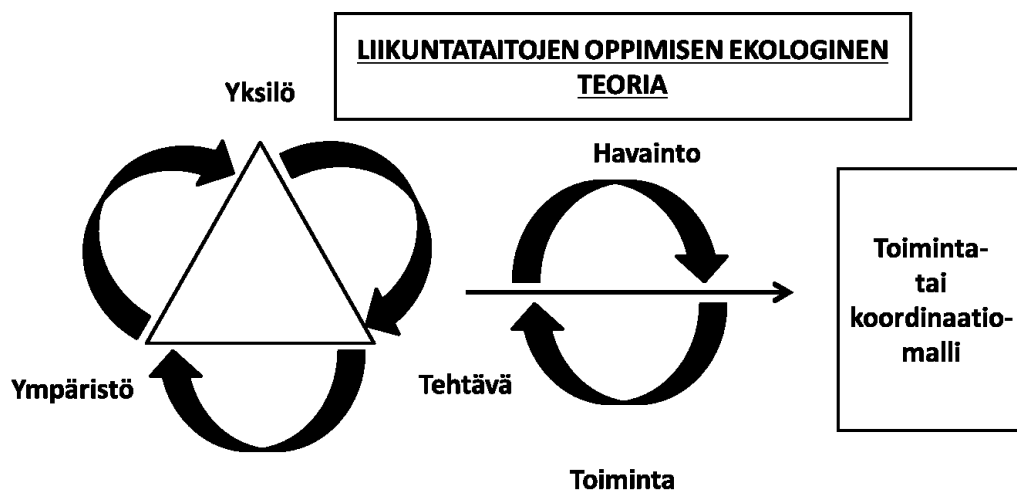 LIIKUNTATAITOJEN OPPIMISEN EKOLOGINEN
TEORIA
Yksilö
Havainto
Toiminta-
tai
koordinaatio-
malli
Ympäristö
Tehtävä
Toiminta